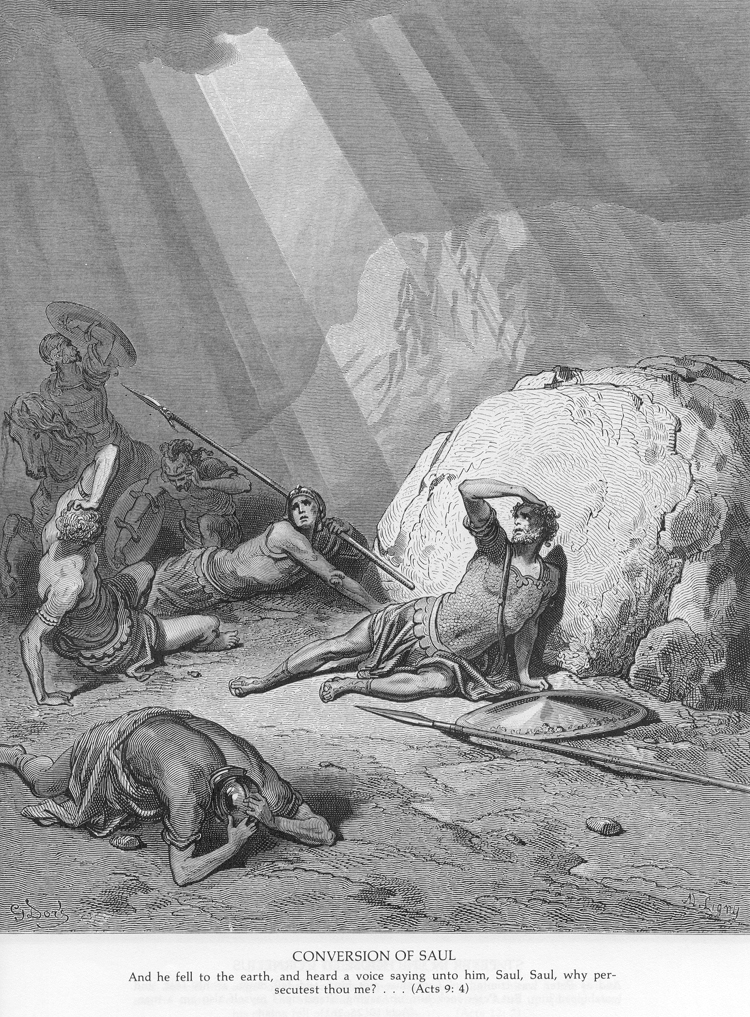 G Doré
CONVERSION OF SAUL
And he fell to the earth, and heard a voice saying unto him, Saul, Saul, why per-
secutest thou me? . . . (Acts 9: 4)